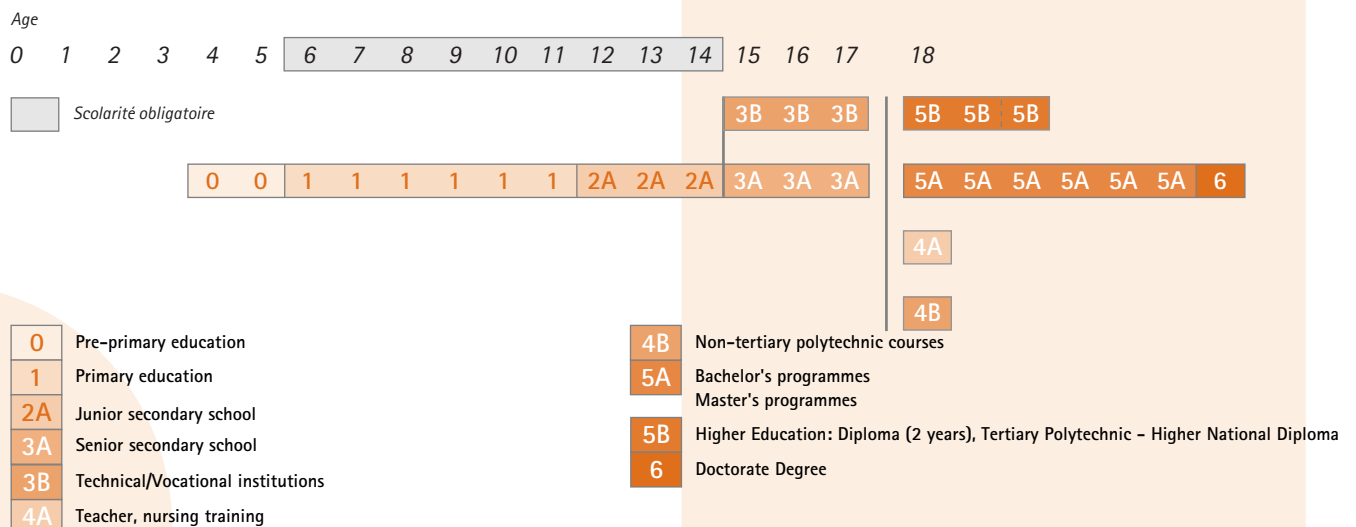 Age
0 1 2 3 4 5 6 7 8 9 10 11 12 13 14 15 16 17 18
Scolarité obligatoire
3B 3B 3B 5B 5B 5B
0 0 1 1 1 1 1 1 2A 2A 2A 3A 3A 3A 5A 5A 5A 5A 5A 5A 6
4A
4B
0 Pre-primary education
1 Primary education
2A Junior secondary school
3A Senior secondary school
3B Technical/Vocational institutions
4A Teacher, nursing training
4B Non-tertiary polytechnic courses
5A Bachelor's programmes
Master's programmes
5B Higher Education: Diploma (2 years), Tertiary Polytechnic - Higher National Diploma
6 Doctorate Degree